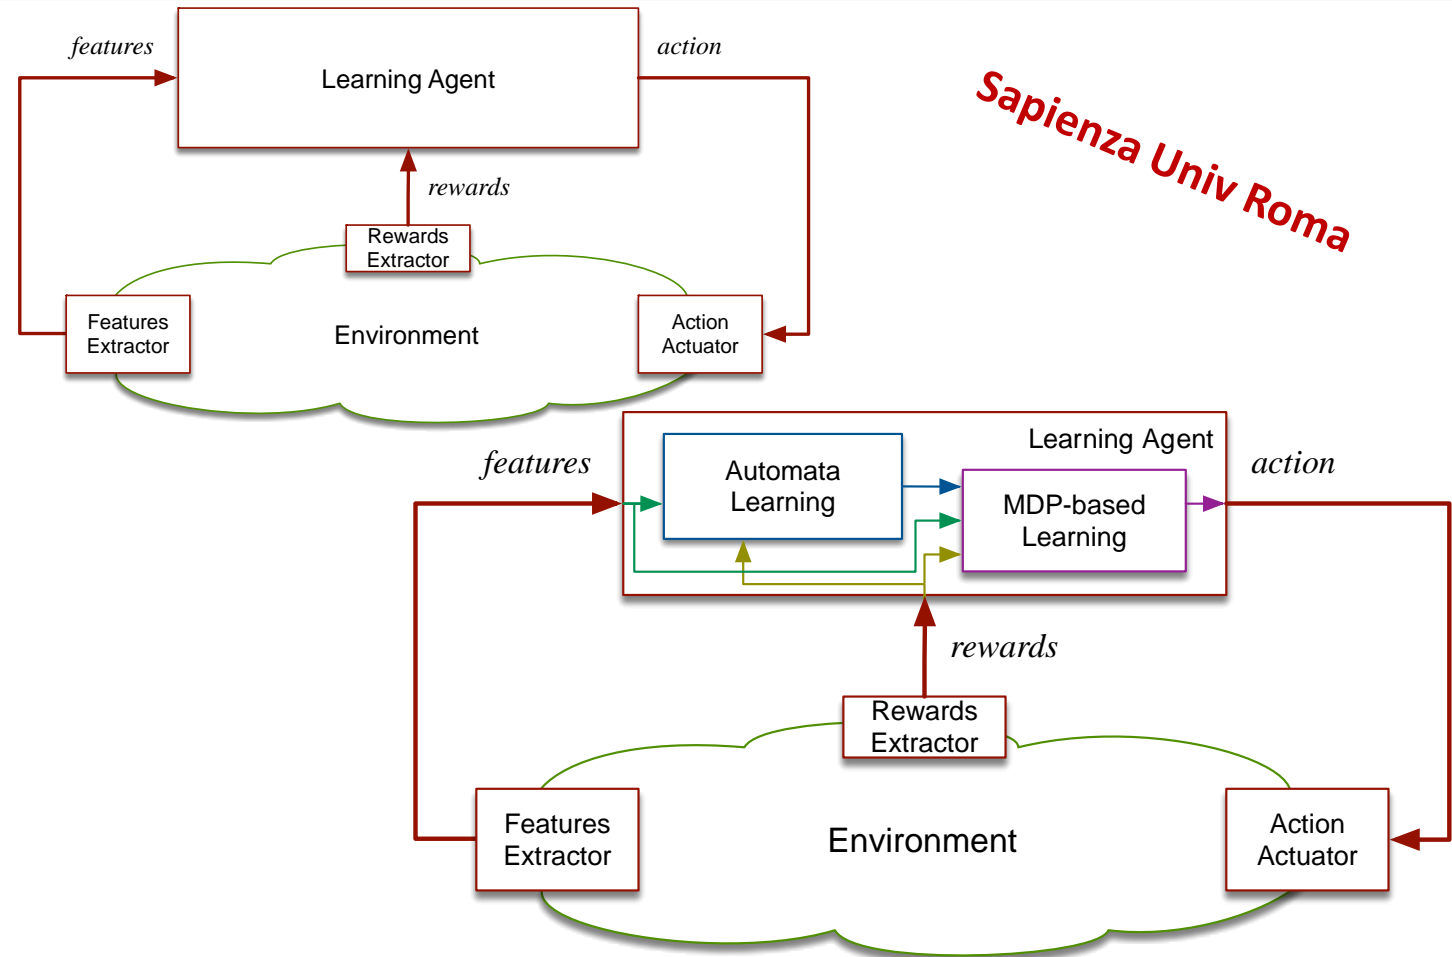 features
action
Learning Agent
rewards
Rewards
Extractor
Features
Extractor
Environment
Action
Actuator
Sapienza Univ Roma
Learning Agent
features
action
Automata
Learning
MDP-based
Learning
rewards
Rewards
Extractor
Features
Extractor
Environment
Action
Actuator